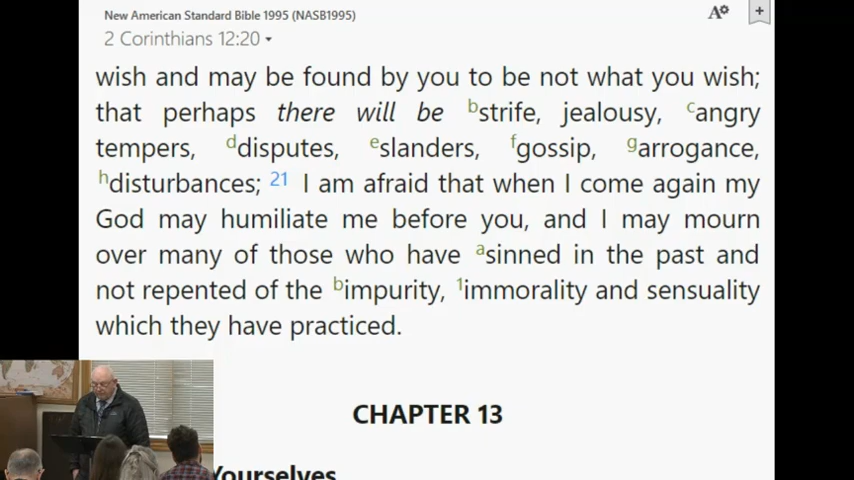 New American Standard Bible 1995 (NASB1995)
2 Corinthians 12:20
wish and may be found by you to be not what you wish;
that perhaps there will be bstrife, jealousy, cangry
tempers, ddisputes, eslanders, fgossip, garrogance,
hdisturbances; 21 I am afraid that when I come again my
God may humiliate me before you, and I may mourn
over many of those who have asinned in the past and
not repented of the bimpurity, 1immorality and sensuality
which they have practiced.
CHAPTER 13
Yourselves